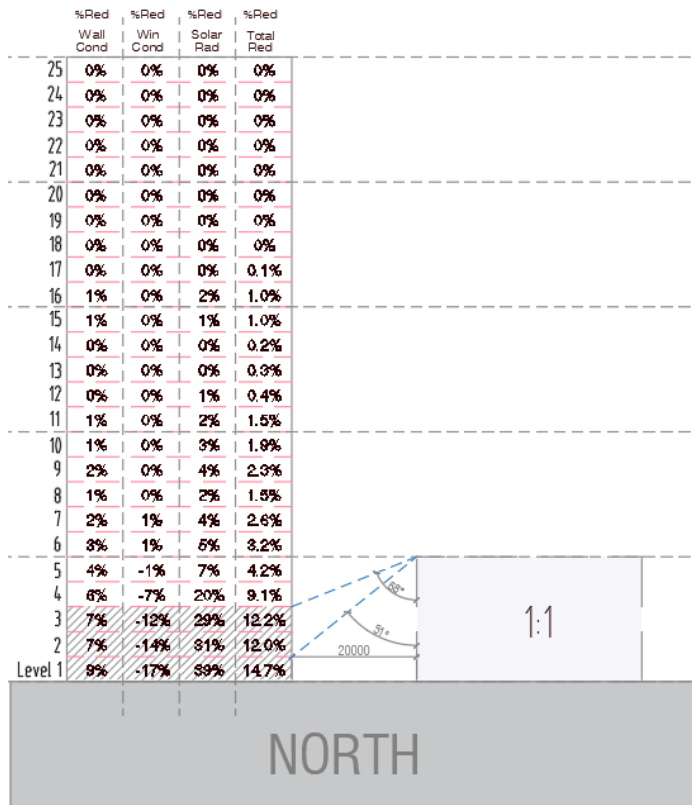 %Red %Red %Red %Red
Wall Cond Win Cond Solar Rad Total Red
25 0% 0% 0% 0%
24 0% 0% 0% 0%
23 0% 0% 0% 0%
22 0% 0% 0% 0%
21 0% 0% 0% 0%
20 0% 0% 0% 0%
19 0% 0% 0% 0%
18 0% 0% 0% 0%
17 0% 0% 0% 0.1%
16 1% 0% 2% 1.0%
15 1% 0% 1% 1.0%
14 0% 0% 0% 0.2%
13 0% 0% 0% 0.3%
12 0% 0% 1% 0.4%
11 1% 0% 2% 1.5%
10 1% 0% 3% 1.9%
9 2% 0% 4% 2.3%
8 1% 0% 2% 1.5%
7 2% 1% 4% 2.6%
6 3% 1% 5% 3.2%
5 4% -1% 7% 4.2%
4 6% -7% 20% 9.1%
68°
3 7% -12% 29% 12.2%
1:1
51°
2 7% -14% 31% 12.0%
20000
Level 1 -17% 14.7%
NORTH